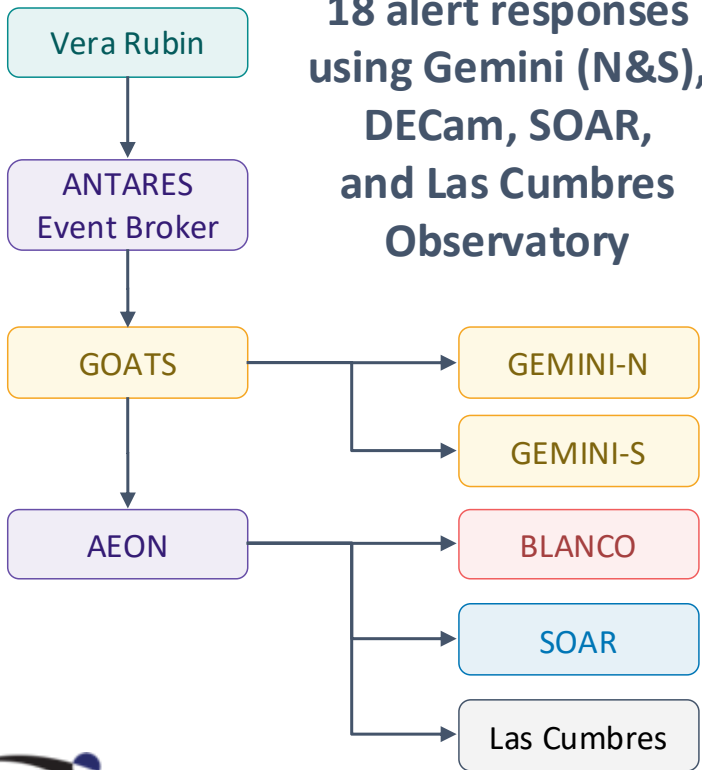 18 alert responses
using Gemini (N&S),
DECam, SOAR,
and Las Cumbres
Observatory
Vera Rubin
ANTARES
Event Broker
GOATS
GEMINI-N
GEMINI-S
AEON
BLANCO
SOAR
Las Cumbres